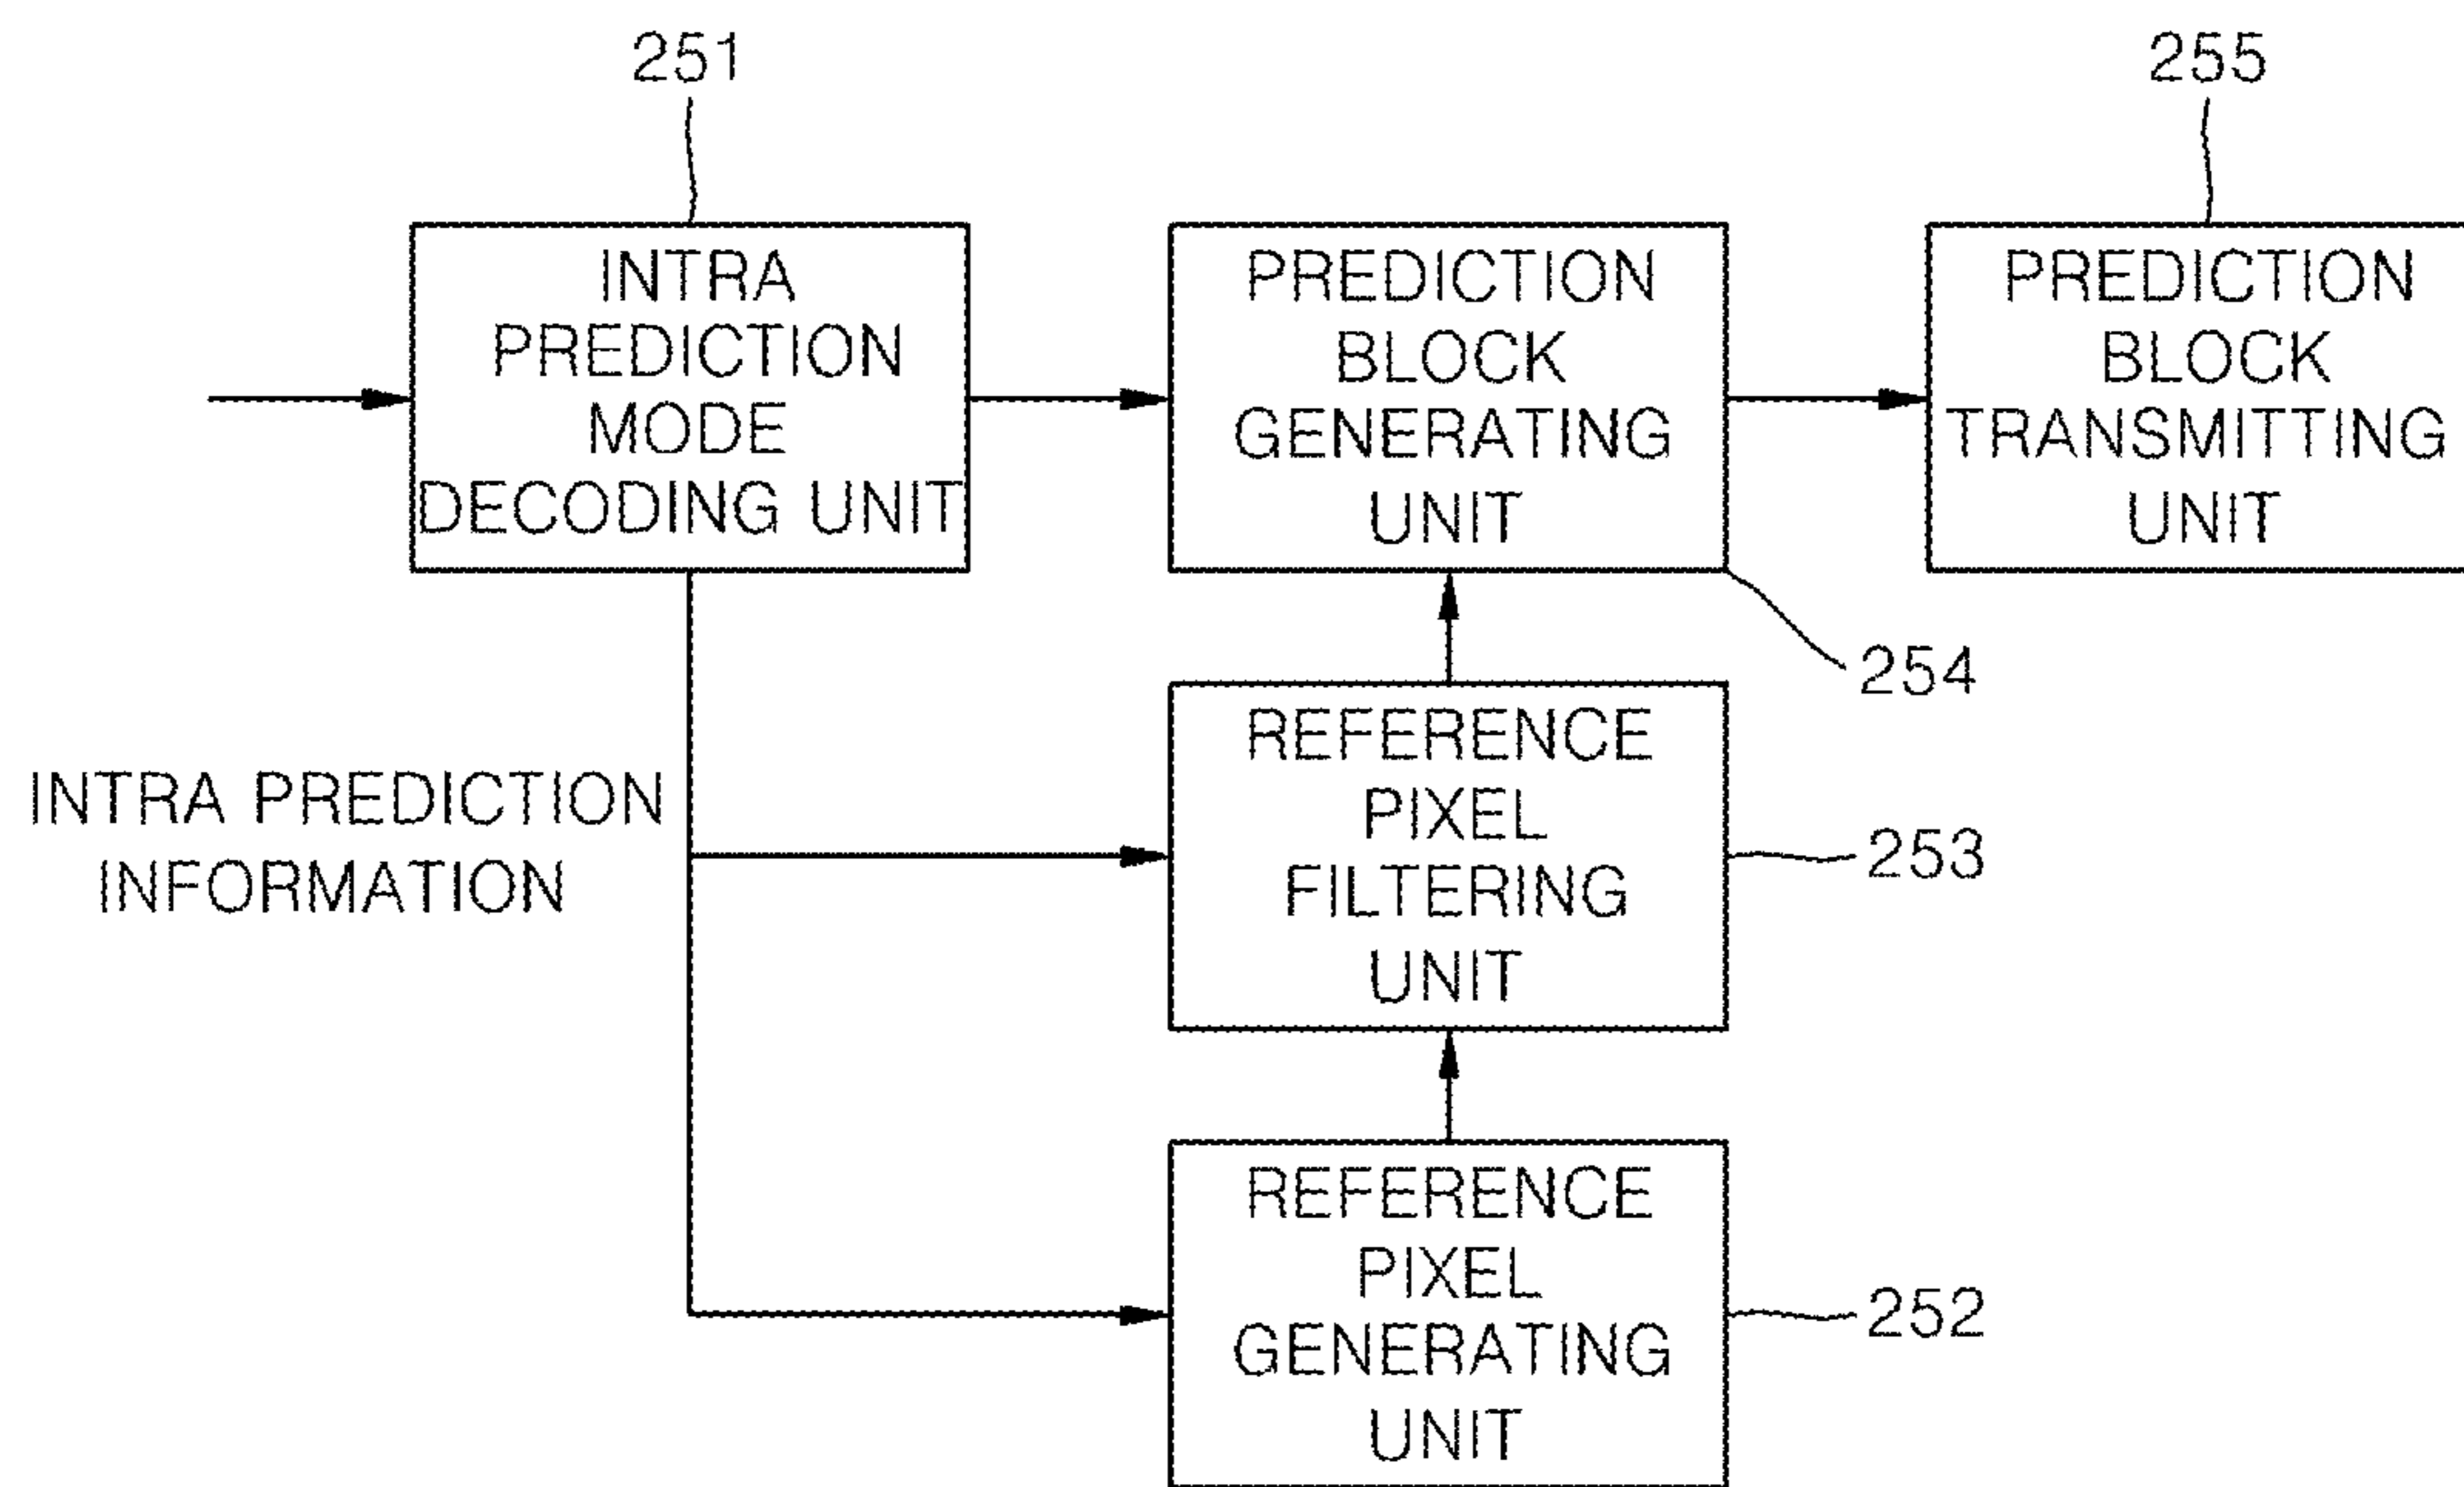 251
255
INTRA
PREDICTION
MODE
DECODING UNIT
PREDICTION
BLOCK
GENERATING
UNIT
PREDICTION
BLOCK
TRANSMITTING
UNIT
254
INTRA PREDICTION
INFORMATION
REFERENCE
PIXEL
FILTERING
UNIT
253
REFERENCE
PIXEL
GENERATING
UNIT
252